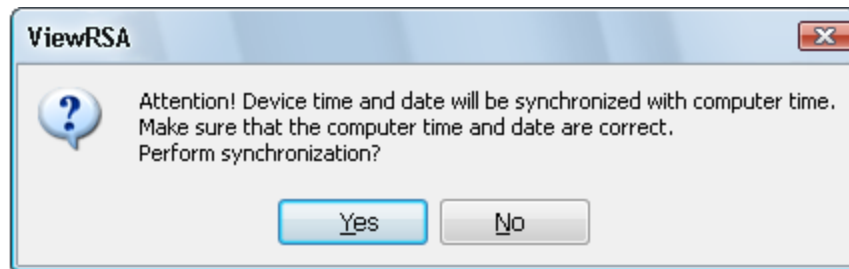 ViewRSA
Attention! Device time and date will be synchronized with computer time.
Make sure that the computer time and date are correct.
Perform synchronization?
Yes No